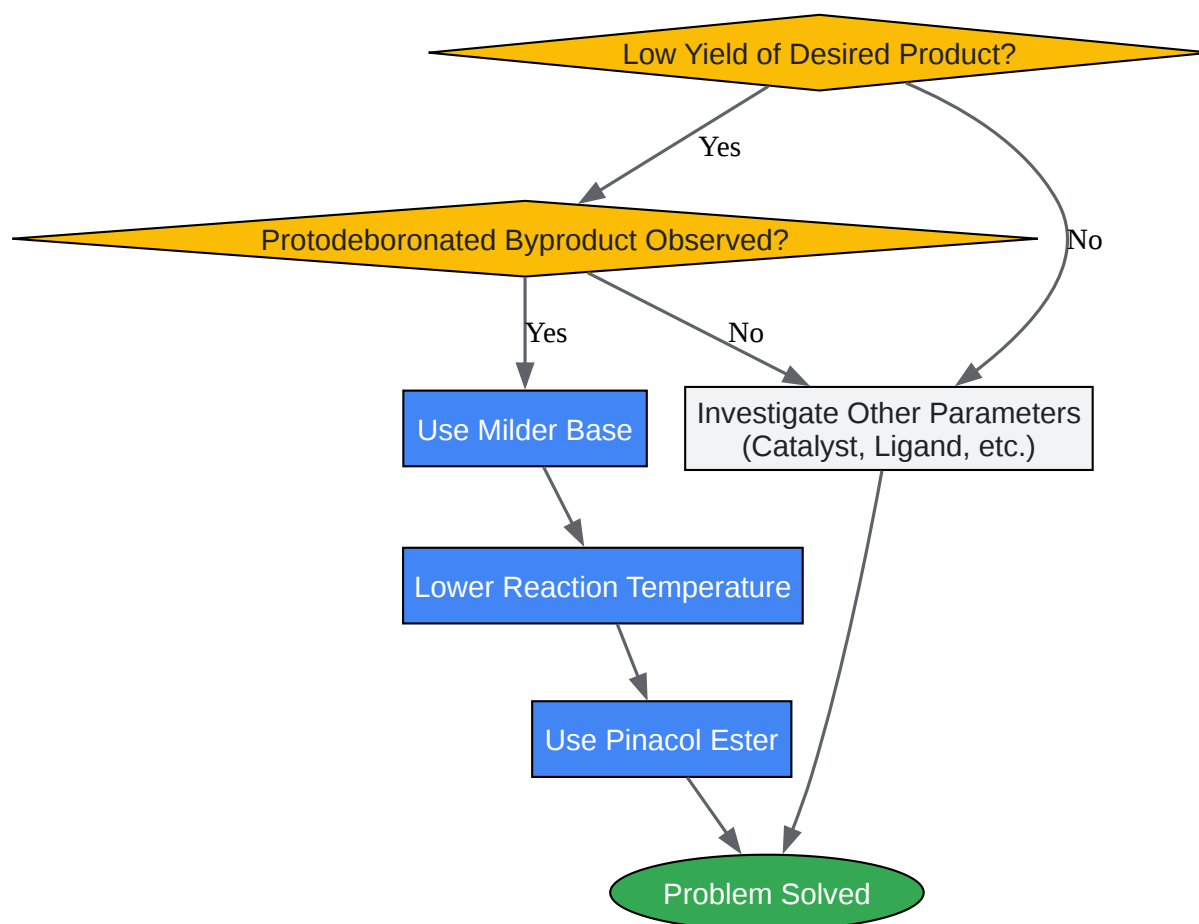 Low Yield of Desired Product?
Yes
No
Protodeboronated Byproduct Observed?
Yes
No
Use Milder Base
Investigate Other Parameters
(Catalyst, Ligand, etc.)
Lower Reaction Temperature
Use Pinacol Ester
Problem Solved